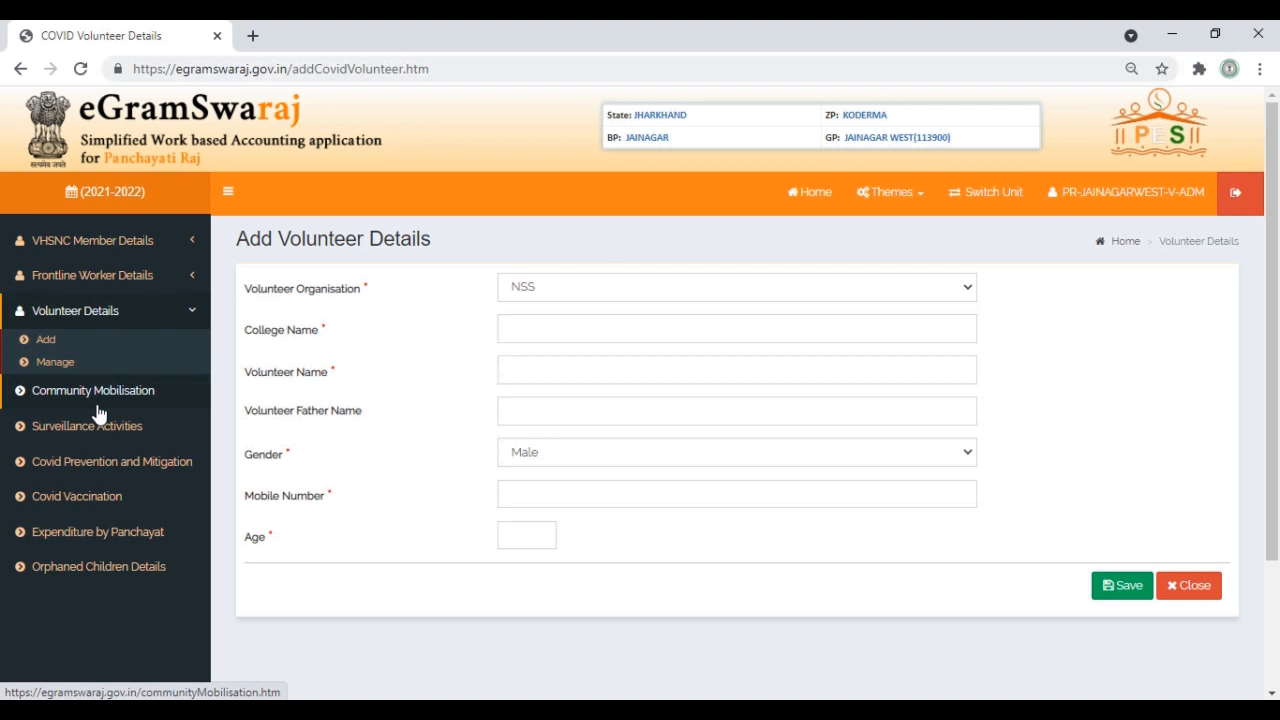 COVID Volunteer Details
https://egramswaraj.gov.in/addCovidVolunteer.htm
eGramSwaraj
Simplified Work based Accounting application
for Panchayati Raj
सत्यमेव जयते
State: JHARKHAND
ZP: KODERMA
BP: JAINAGAR
GP: JAINAGAR WEST(113900)
PES
(2021-2022)
Home
Themes
Switch Unit
PR-JAINAGARWEST-V-ADM
VHSNC Member Details
Frontline Worker Details
Volunteer Details
Add
Manage
Community Mobilisation
Surveillance Activities
Covid Prevention and Mitigation
Covid Vaccination
Expenditure by Panchayat
Orphaned Children Details
Add Volunteer Details
Home > Volunteer Details
Volunteer Organisation *
NSS
College Name *
Volunteer Name *
Volunteer Father Name
Gender *
Male
Mobile Number *
Age *
Save
Close
https://egramswaraj.gov.in/communityMobilisation.htm